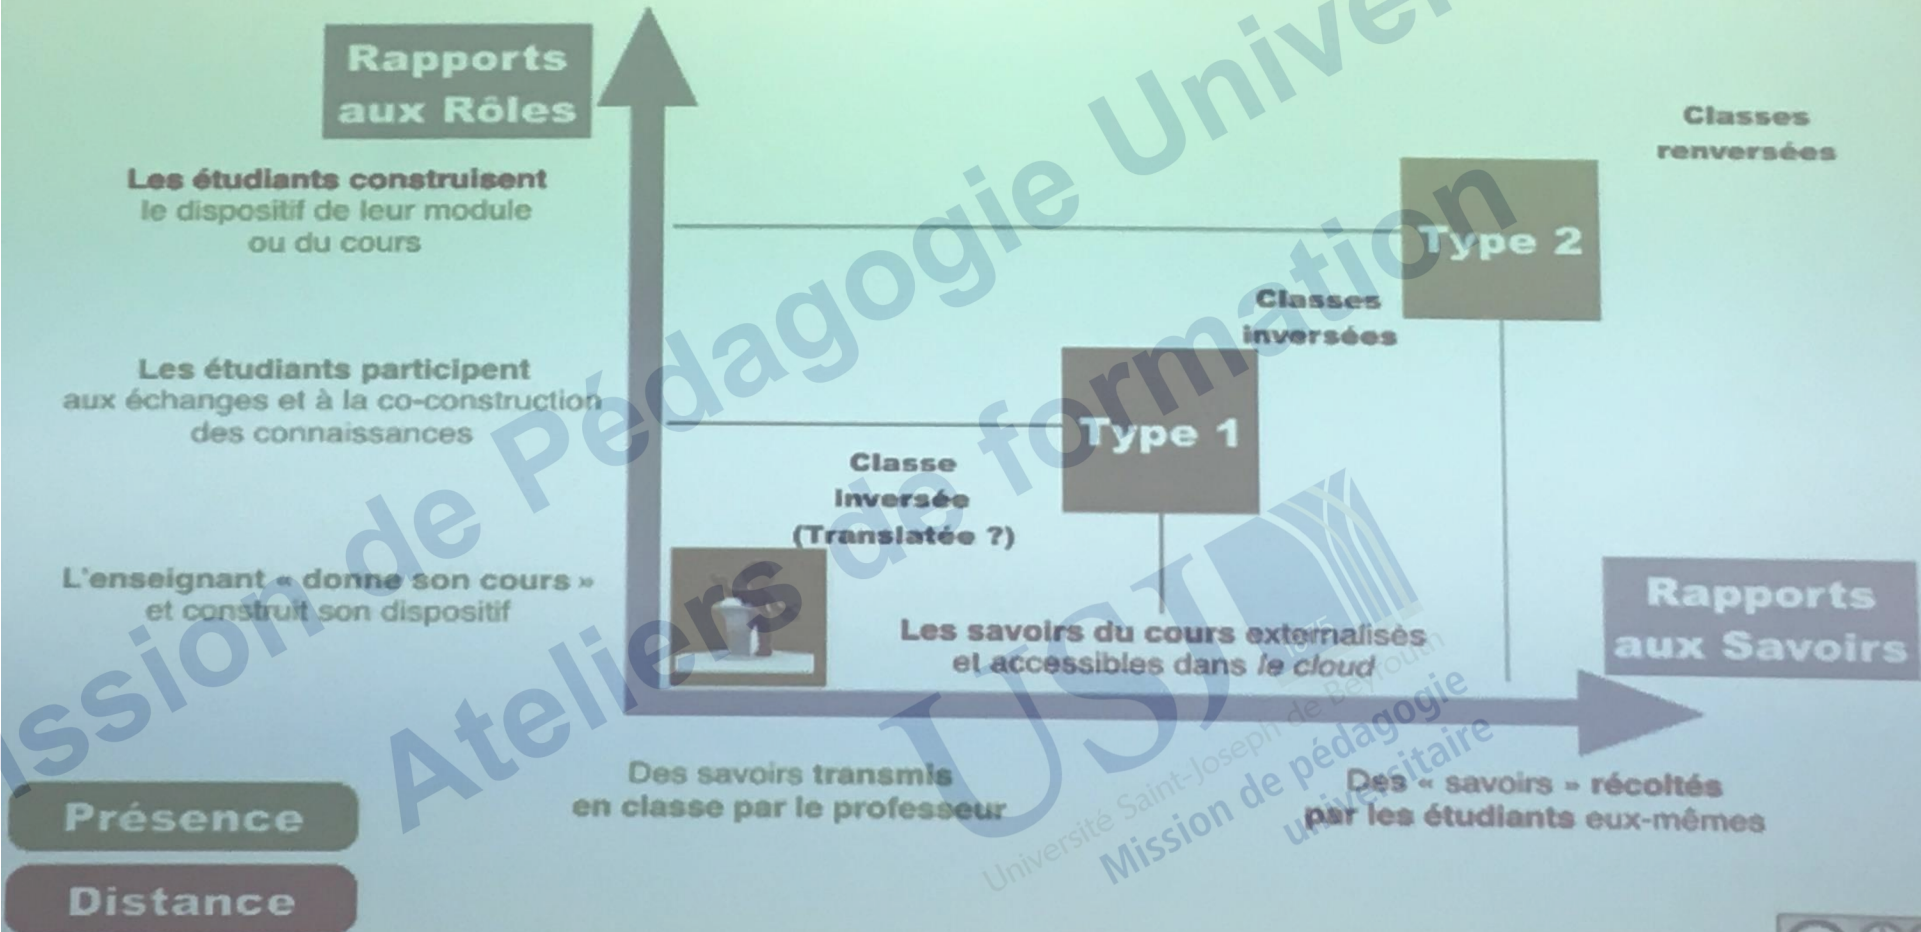 Rapports
aux Rôles
Les étudiants construisent
le dispositif de leur module
ou du cours
Les étudiants participent
aux échanges et à la co-construction
des connaissances
L'enseignant « donne son cours »
et construit son dispositif
Classes
renversées
Type 2
Classes
inversées
Type 1
Classe
Inversée
(Translatée ?)
Les savoirs du cours externalisés
et accessibles dans le cloud
Rapports
aux Savoirs
Des savoirs transmis
en classe par le professeur
Des « savoirs » récoltés
par les étudiants eux-mêmes
Présence
Distance
ission de Pédagogie Univer
Ateliers de formation
USJ
1875
Université Saint-Joseph de Beyrouth
Mission de pédagogie
universitaire